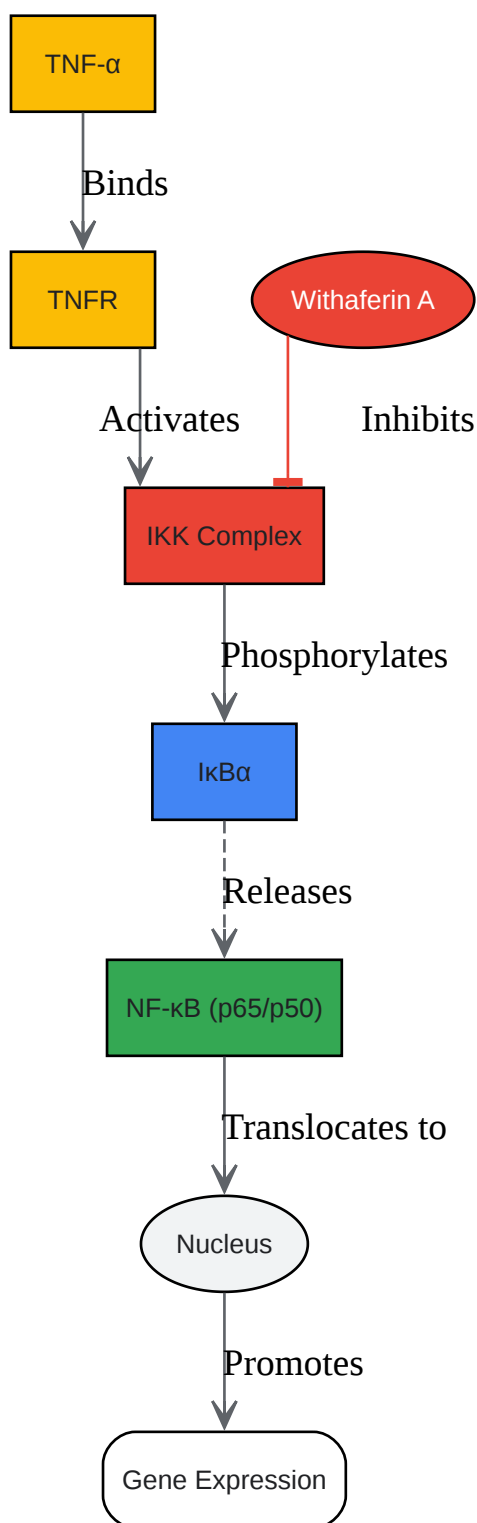 TNF-α
Binds
TNFR
Withaferin A
Activates
Inhibits
IKK Complex
Phosphorylates
IκBα
Releases
NF-κB (p65/p50)
Translocates to
Nucleus
Promotes
Gene Expression